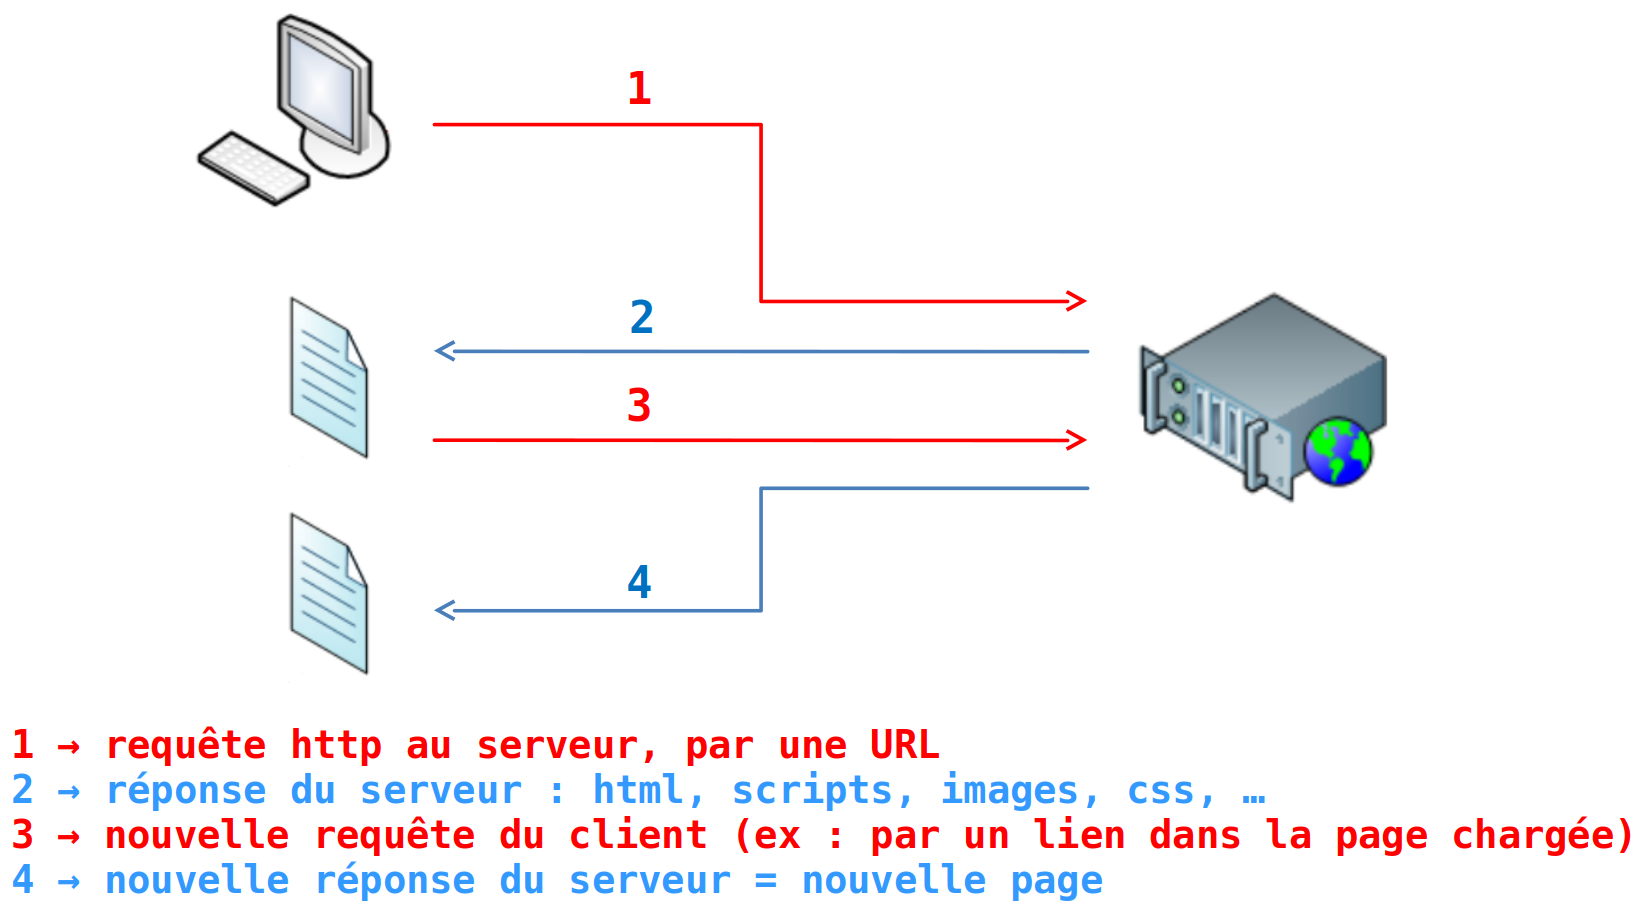 1
2
3
4
1 → requête http au serveur, par une URL
2 → réponse du serveur : html, scripts, images, css, …
3 → nouvelle requête du client (ex : par un lien dans la page chargée)
4 → nouvelle réponse du serveur = nouvelle page